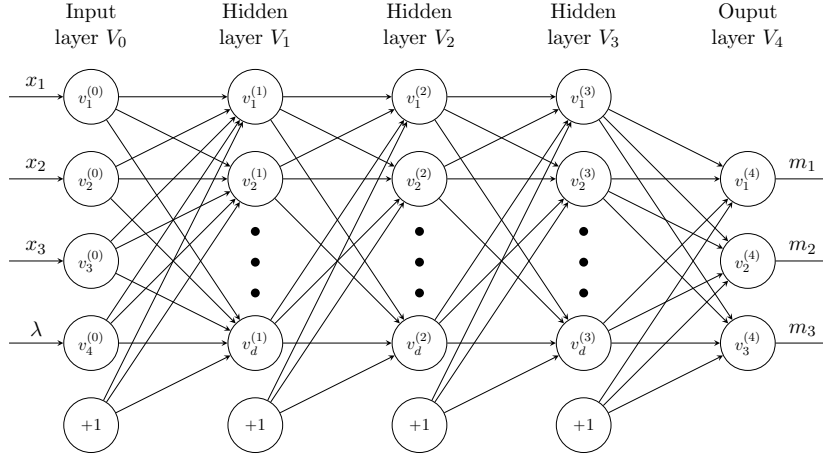 Input Hidden Hidden Hidden Ouput
layer $V_0$ layer $V_1$ layer $V_2$ layer $V_3$ layer $V_4$
$x_1$ $v_1^{(0)}$ $v_1^{(1)}$ $v_1^{(2)}$ $v_1^{(3)}$
$x_2$ $v_2^{(0)}$ $v_2^{(1)}$ $v_2^{(2)}$ $v_2^{(3)}$ $v_1^{(4)}$ $m_1$
$x_3$ $v_3^{(0)}$ $v_2^{(4)}$ $m_2$
$\lambda$ $v_4^{(0)}$ $v_d^{(1)}$ $v_d^{(2)}$ $v_d^{(3)}$ $v_3^{(4)}$ $m_3$
+1 +1 +1 +1